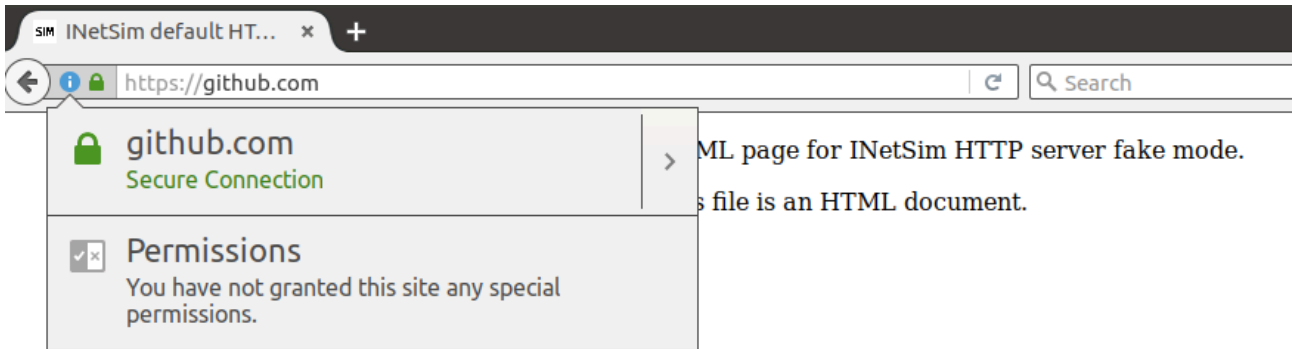 SIM INetSim default HT... × +
https://github.com Search
github.com
Secure Connection
ML page for INetSim HTTP server fake mode.
file is an HTML document.
Permissions
You have not granted this site any special
permissions.